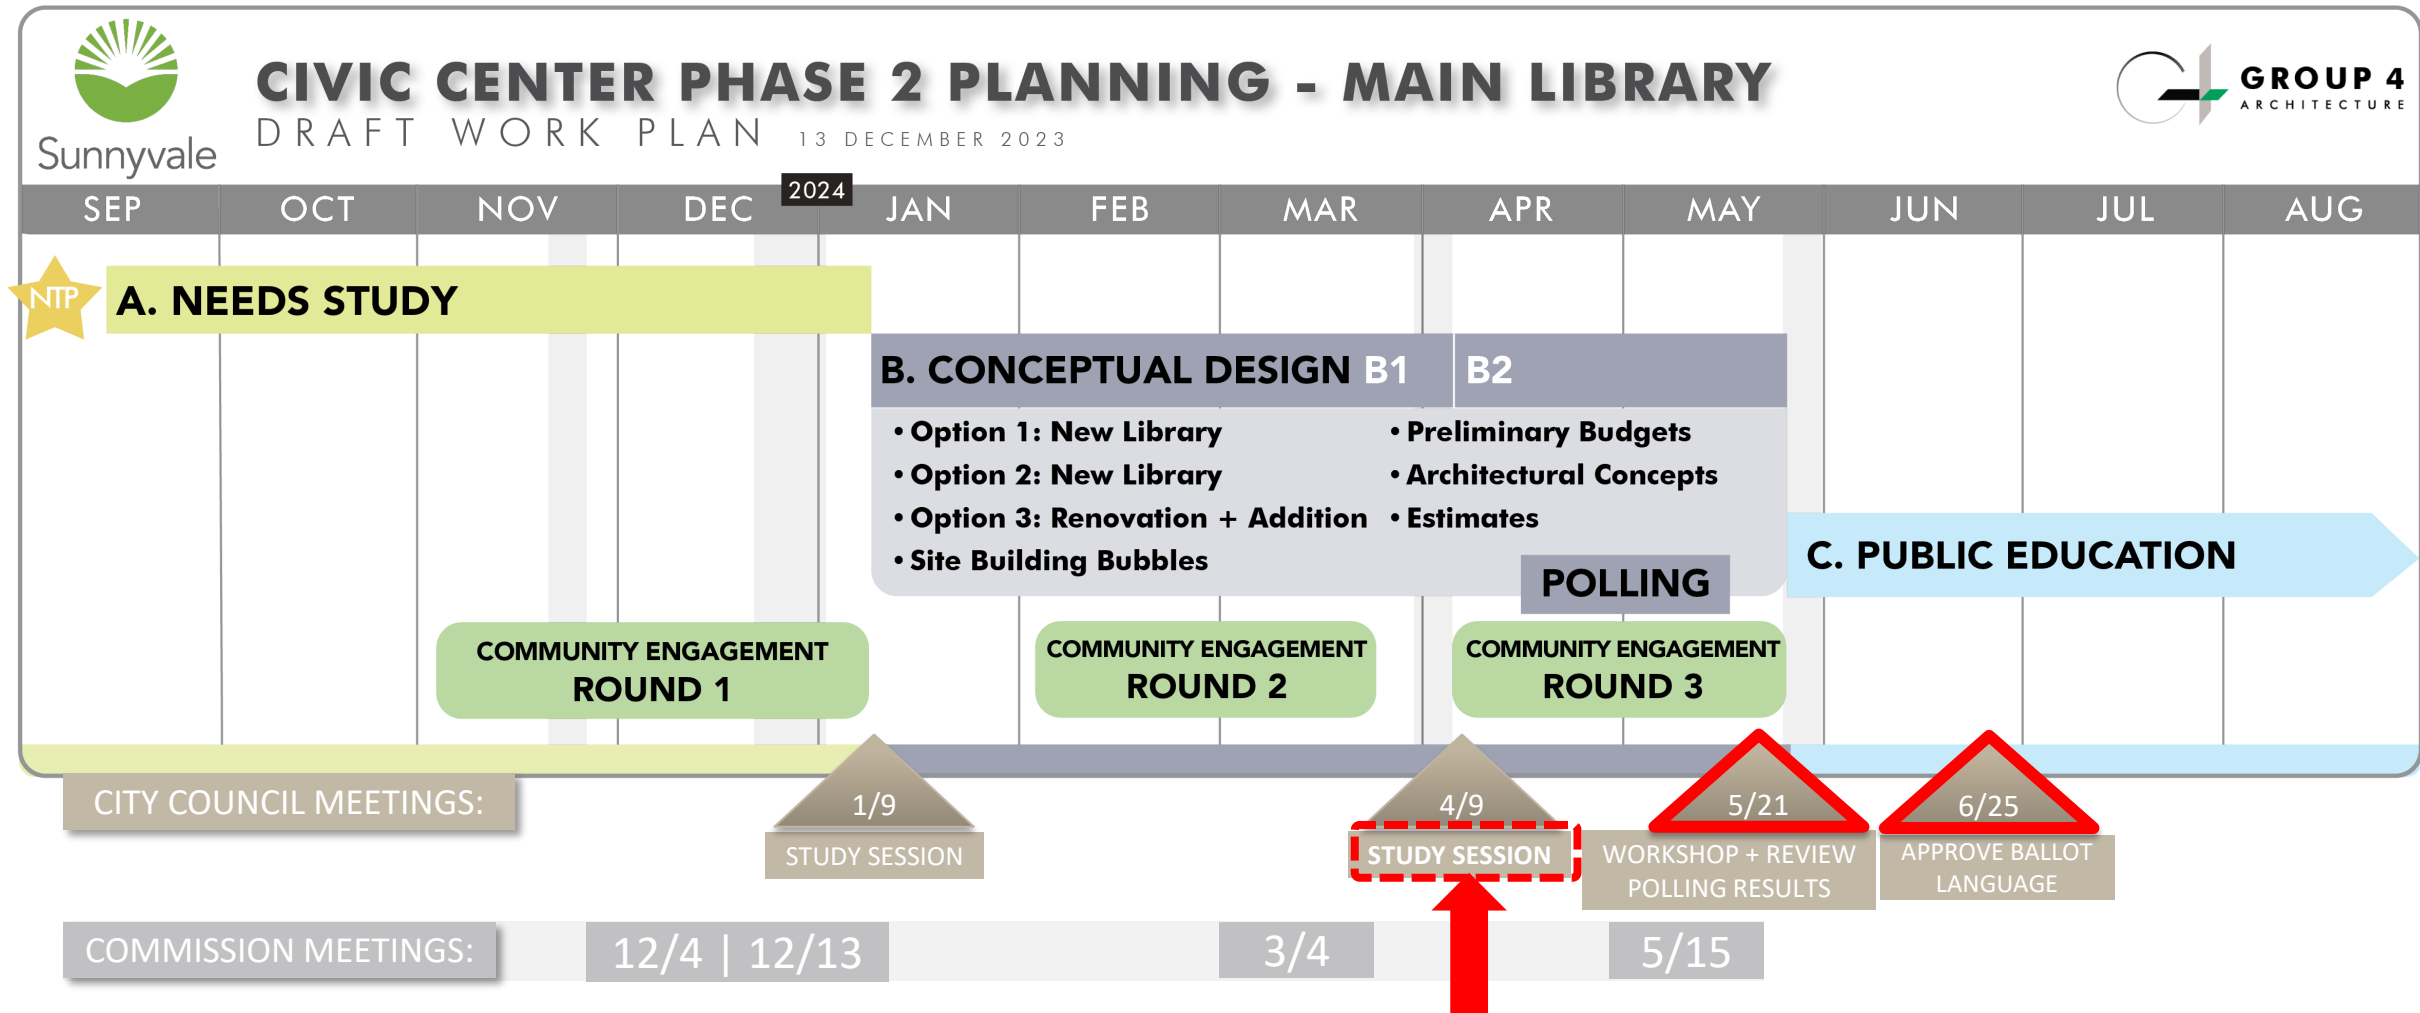 Sunnyvale
CIVIC CENTER PHASE 2 PLANNING - MAIN LIBRARY
DRAFT WORK PLAN 13 DECEMBER 2023
GROUP 4
ARCHITECTURE
2024
SEP OCT NOV DEC JAN FEB MAR APR MAY JUN JUL AUG
NTP
A. NEEDS STUDY
B. CONCEPTUAL DESIGN B1 B2
• Option 1: New Library
• Option 2: New Library
• Option 3: Renovation + Addition
• Site Building Bubbles
• Preliminary Budgets
• Architectural Concepts
• Estimates
POLLING
C. PUBLIC EDUCATION
COMMUNITY ENGAGEMENT
ROUND 1
COMMUNITY ENGAGEMENT
ROUND 2
COMMUNITY ENGAGEMENT
ROUND 3
CITY COUNCIL MEETINGS:
1/9
STUDY SESSION
4/9
STUDY SESSION
5/21
WORKSHOP + REVIEW
POLLING RESULTS
6/25
APPROVE BALLOT
LANGUAGE
COMMISSION MEETINGS:
12/4 | 12/13
3/4
5/15